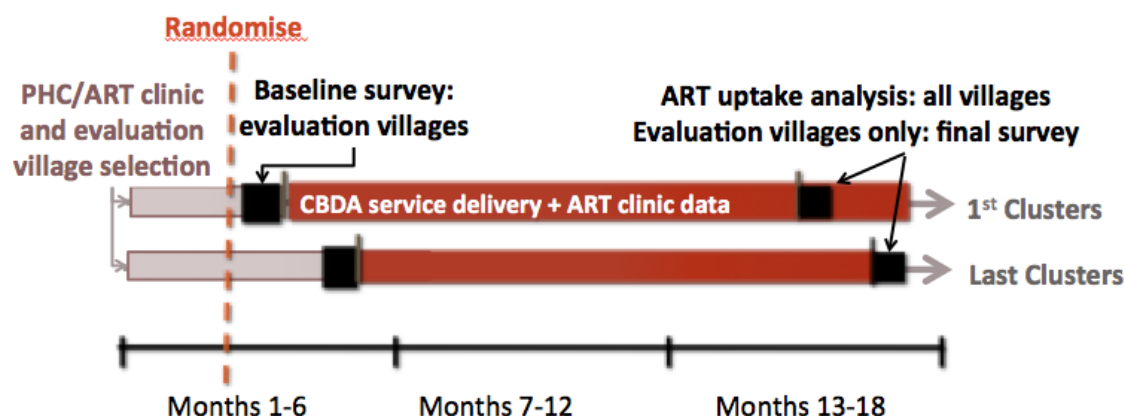 Randomise
PHC/ART clinic
and evaluation
village selection
Baseline survey:
evaluation villages
ART uptake analysis: all villages
Evaluation villages only: final survey
CBDA service delivery + ART clinic data
1st Clusters
Last Clusters
Months 1-6
Months 7-12
Months 13-18